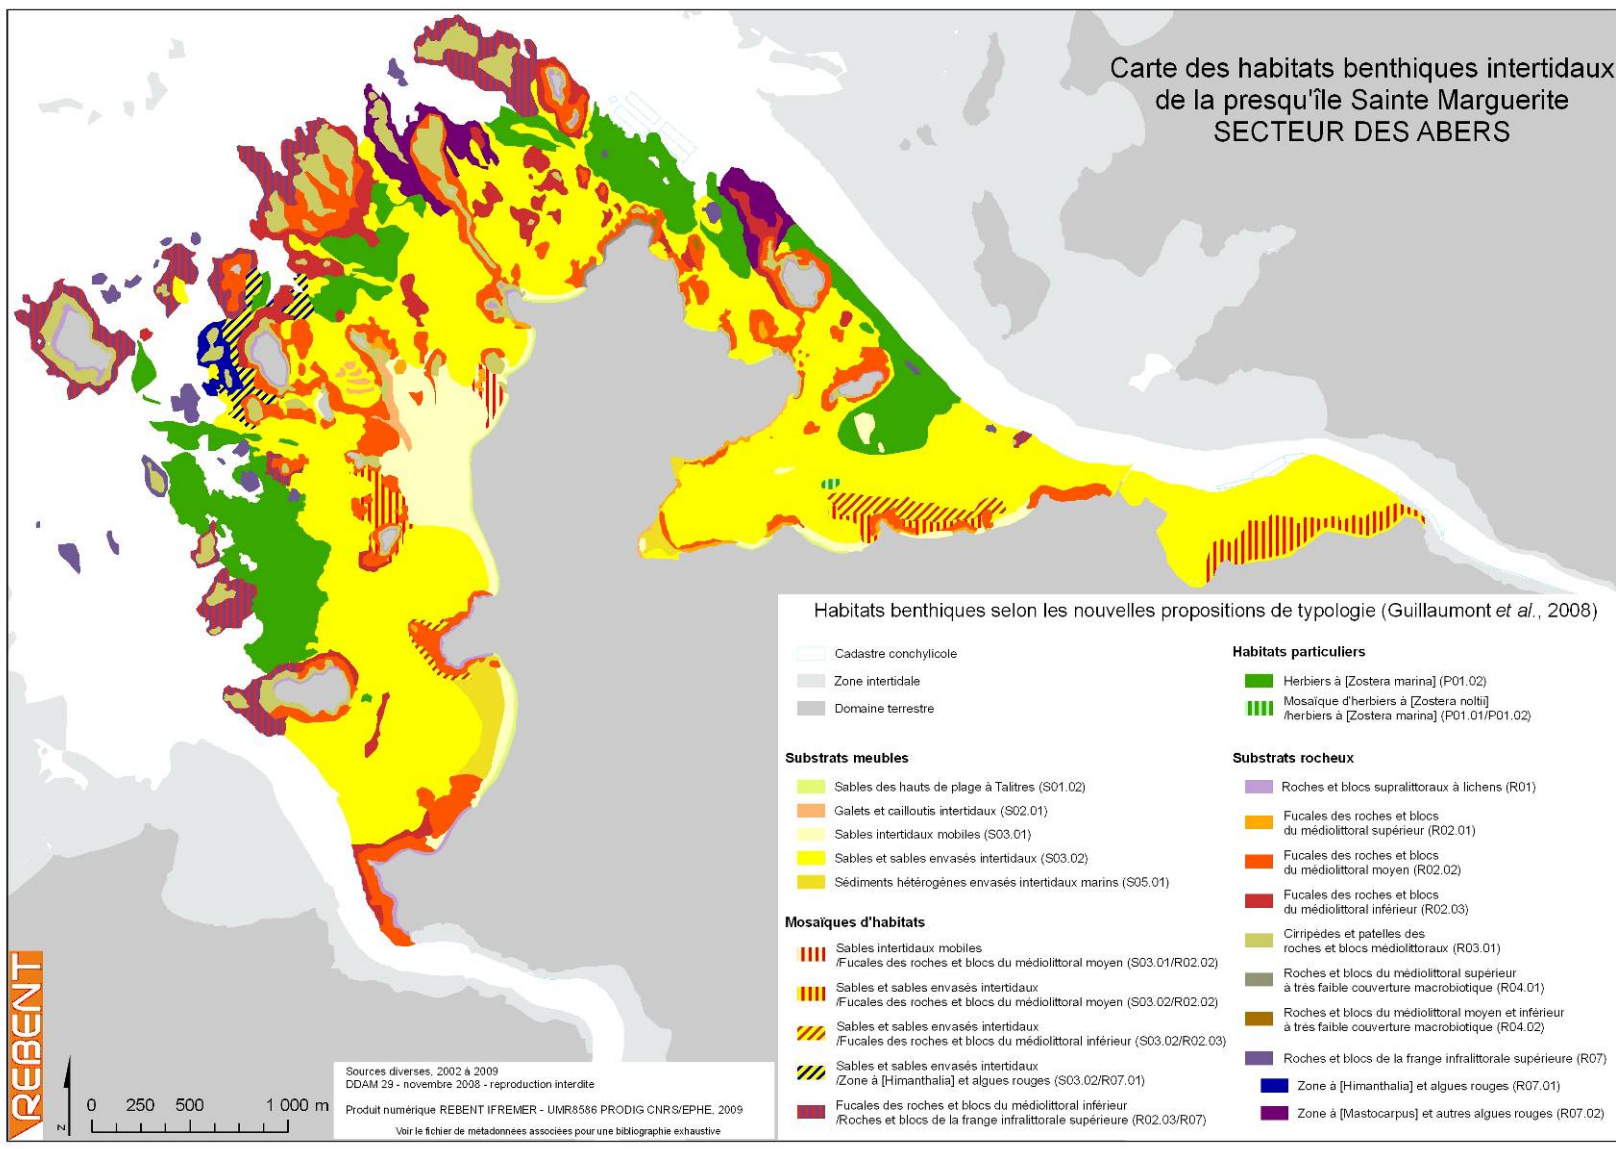 Carte des habitats benthiques intertidaux
de la presqu'île Sainte Marguerite
SECTEUR DES ABERS
Habitats benthiques selon les nouvelles propositions de typologie (Guillaumont et al., 2008)
Cadastre conchylicole
Zone intertidale
Domaine terrestre
Substrats meubles
Sables des hauts de plage à Talitres (S01.02)
Galets et cailloutis intertidaux (S02.01)
Sables intertidaux mobiles (S03.01)
Sables et sables envasés intertidaux (S03.02)
Sédiments hétérogènes envasés intertidaux marins (S05.01)
Mosaïques d'habitats
Sables intertidaux mobiles
/Fucales des roches et blocs du médiolittoral moyen (S03.01/R02.02)
Sables et sables envasés intertidaux
/Fucales des roches et blocs du médiolittoral moyen (S03.02/R02.02)
Sables et sables envasés intertidaux
/Fucales des roches et blocs du médiolittoral inférieur (S03.02/R02.03)
Sables et sables envasés intertidaux
/Zone à [Himanthalia] et algues rouges (S03.02/R07.01)
Fucales des roches et blocs du médiolittoral inférieur
/Roches et blocs de la frange infralittorale supérieure (R02.03/R07)
Habitats particuliers
Herbiers à [Zostera marina] (P01.02)
Mosaïque d'herbiers à [Zostera noltii]
/herbiers à [Zostera marina] (P01.01/P01.02)
Substrats rocheux
Roches et blocs supralittoraux à lichens (R01)
Fucales des roches et blocs
du médiolittoral supérieur (R02.01)
Fucales des roches et blocs
du médiolittoral moyen (R02.02)
Fucales des roches et blocs
du médiolittoral inférieur (R02.03)
Cirripèdes et patelles des
roches et blocs médiolittoraux (R03.01)
Roches et blocs du médiolittoral supérieur
à très faible couverture macrobiotique (R04.01)
Roches et blocs du médiolittoral moyen et inférieur
à très faible couverture macrobiotique (R04.02)
Roches et blocs de la frange infralittorale supérieure (R07)
Zone à [Himanthalia] et algues rouges (R07.01)
Zone à [Mastocarpus] et autres algues rouges (R07.02)
REBENT
N
0 250 500 1 000 m
Sources diverses, 2002 à 2009
DDAM 29 - novembre 2008 - reproduction interdite
Produit numérique REBENT IFREMER - UMR8586 PRODIG CNRS/EPHE, 2009
Voir le fichier de métadonnées associées pour une bibliographie exhaustive